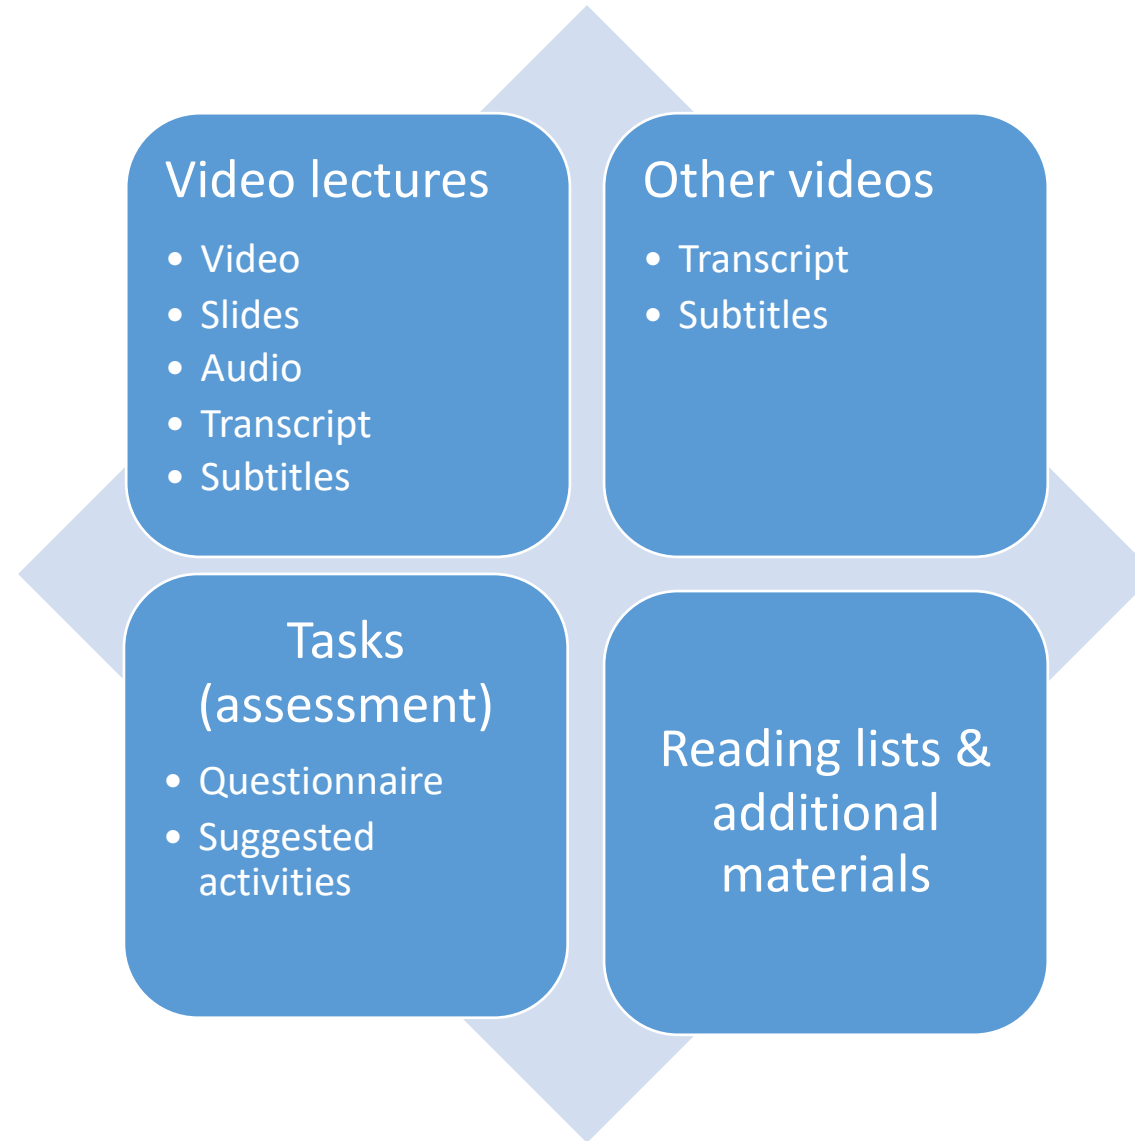 Video lectures
• Video
• Slides
• Audio
• Transcript
• Subtitles
Other videos
• Transcript
• Subtitles
Tasks
(assessment)
• Questionnaire
• Suggested
activities
Reading lists &
additional
materials